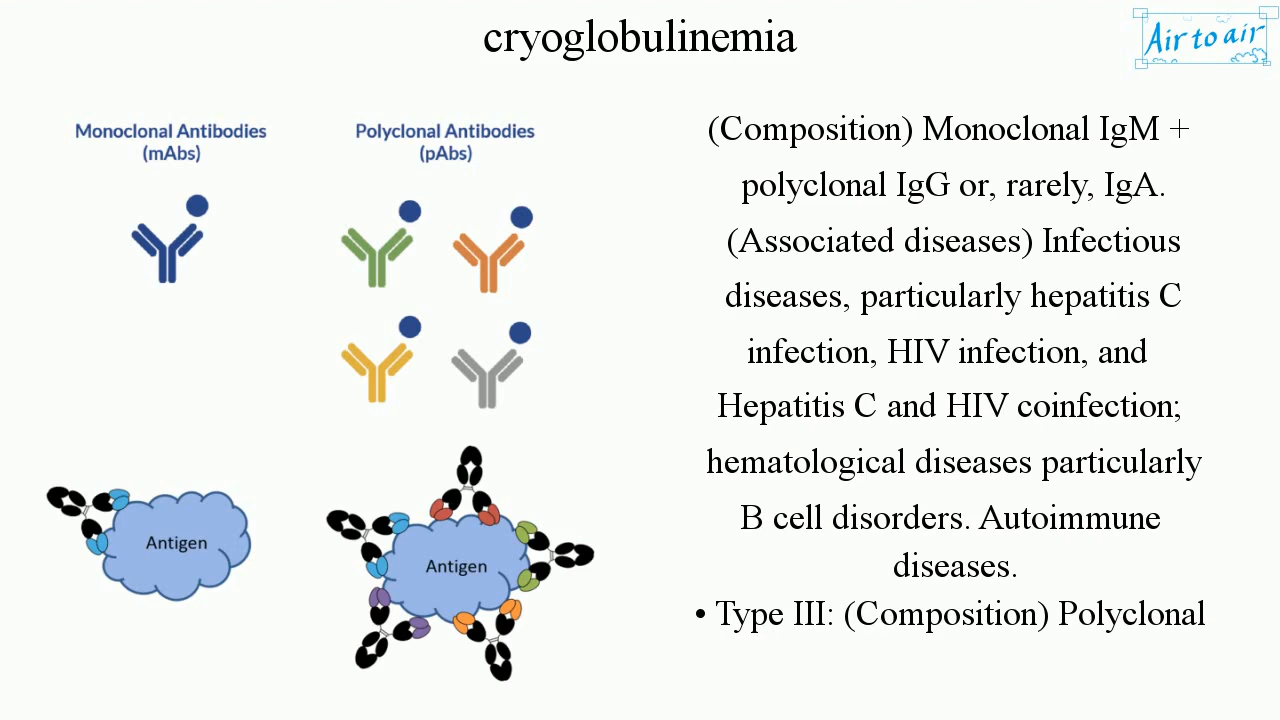 cryoglobulinemia
Air to air
Monoclonal Antibodies
(mAbs)
Polyclonal Antibodies
(pAbs)
Antigen
Antigen
(Composition) Monoclonal IgM +
polyclonal IgG or, rarely, IgA.
(Associated diseases) Infectious
diseases, particularly hepatitis C
infection, HIV infection, and
Hepatitis C and HIV coinfection;
hematological diseases particularly
B cell disorders. Autoimmune
diseases.
• Type III: (Composition) Polyclonal